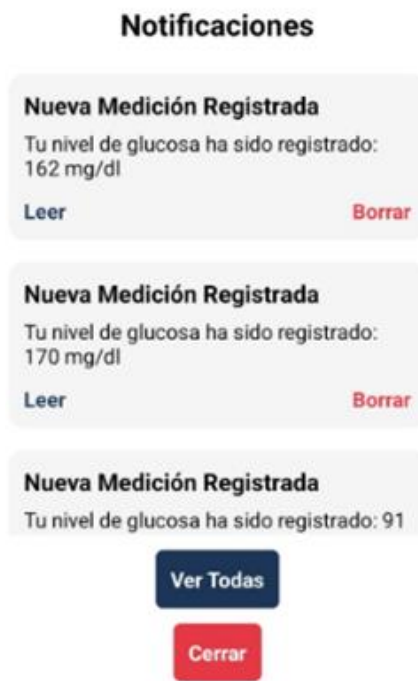 Notificaciones
Nueva Medición Registrada
Tu nivel de glucosa ha sido registrado:
162 mg/dl
Leer Borrar
Nueva Medición Registrada
Tu nivel de glucosa ha sido registrado:
170 mg/dl
Leer Borrar
Nueva Medición Registrada
Tu nivel de glucosa ha sido registrado: 91
Ver Todas
Cerrar